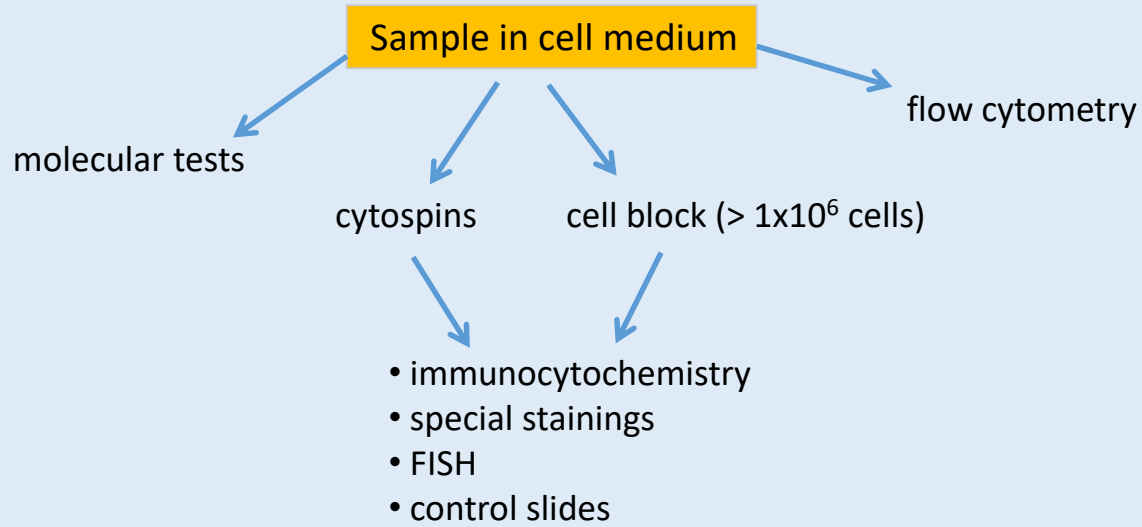 Sample in cell medium
flow cytometry
molecular tests
cytospins
cell block (> 1x10⁶ cells)
• immunocytochemistry
• special stainings
• FISH
• control slides